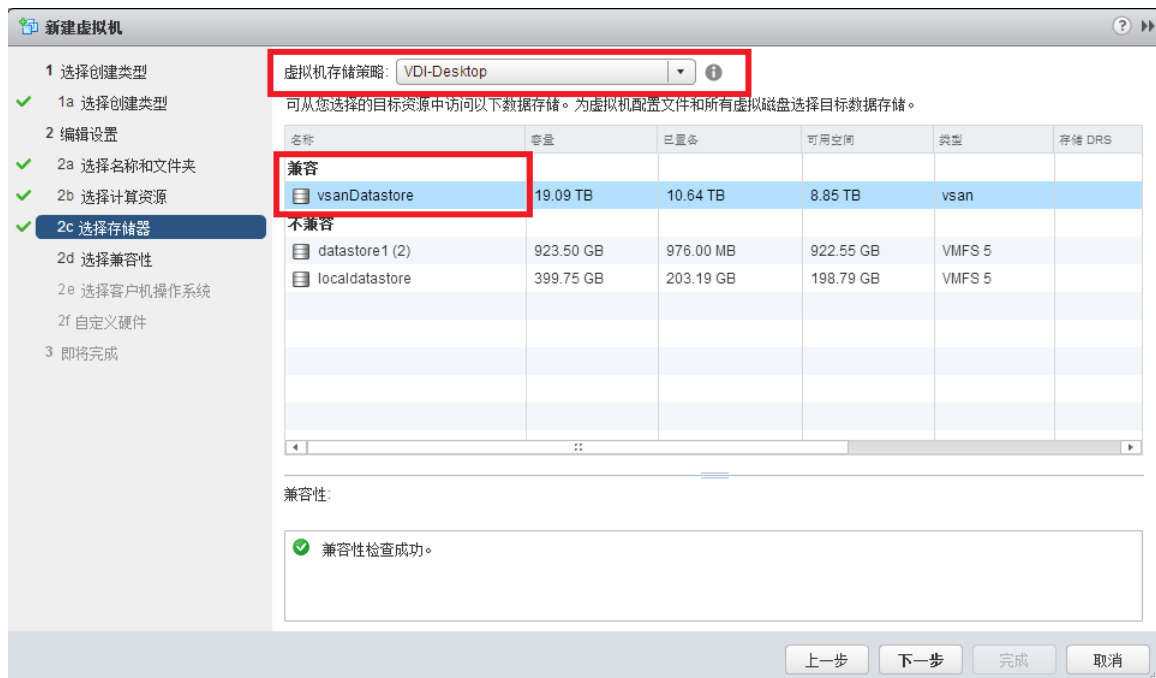 新建虚拟机
1 选择创建类型
1a 选择创建类型
2 编辑设置
2a 选择名称和文件夹
2b 选择计算资源
2c 选择存储器
2d 选择兼容性
2e 选择客户机操作系统
2f 自定义硬件
3 即将完成
虚拟机存储策略: VDI-Desktop
可从您选择的目标资源中访问以下数据存储。为虚拟机配置文件和所有虚拟磁盘选择目标数据存储。
名称 容量 已置备 可用空间 类型 存储 DRS
兼容
vsanDatastore 19.09 TB 10.64 TB 8.85 TB vsan
不兼容
datastore1 (2) 923.50 GB 976.00 MB 922.55 GB VMFS 5
localdatastore 399.75 GB 203.19 GB 198.79 GB VMFS 5
兼容性:
兼容性检查成功。
上一步 下一步 完成 取消